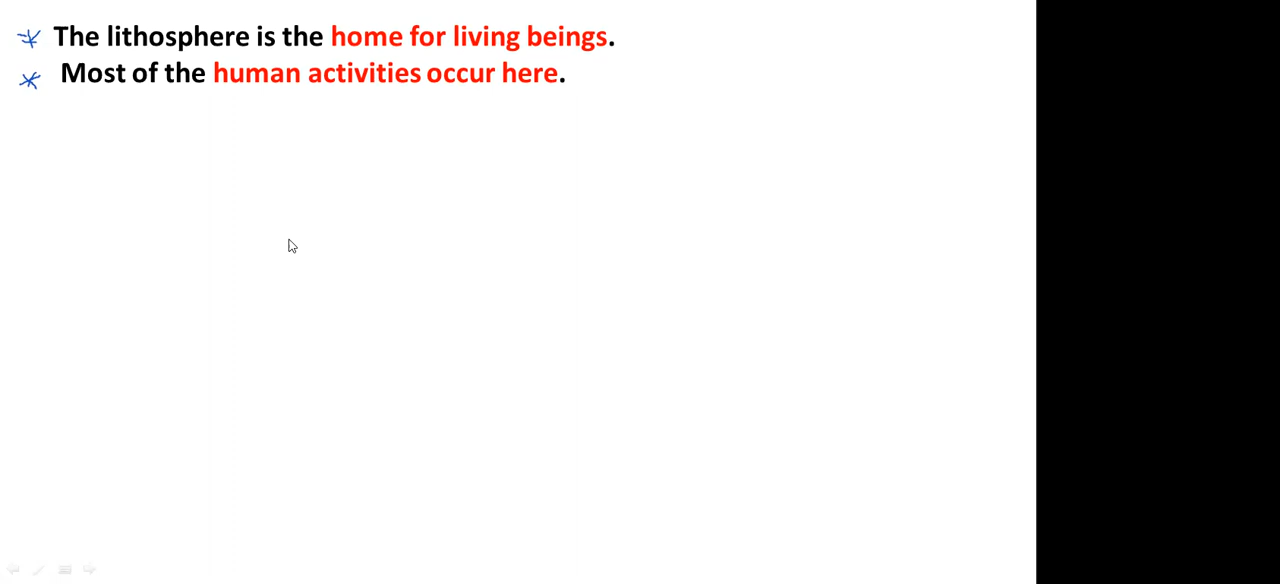 * The lithosphere is the home for living beings.
* Most of the human activities occur here.